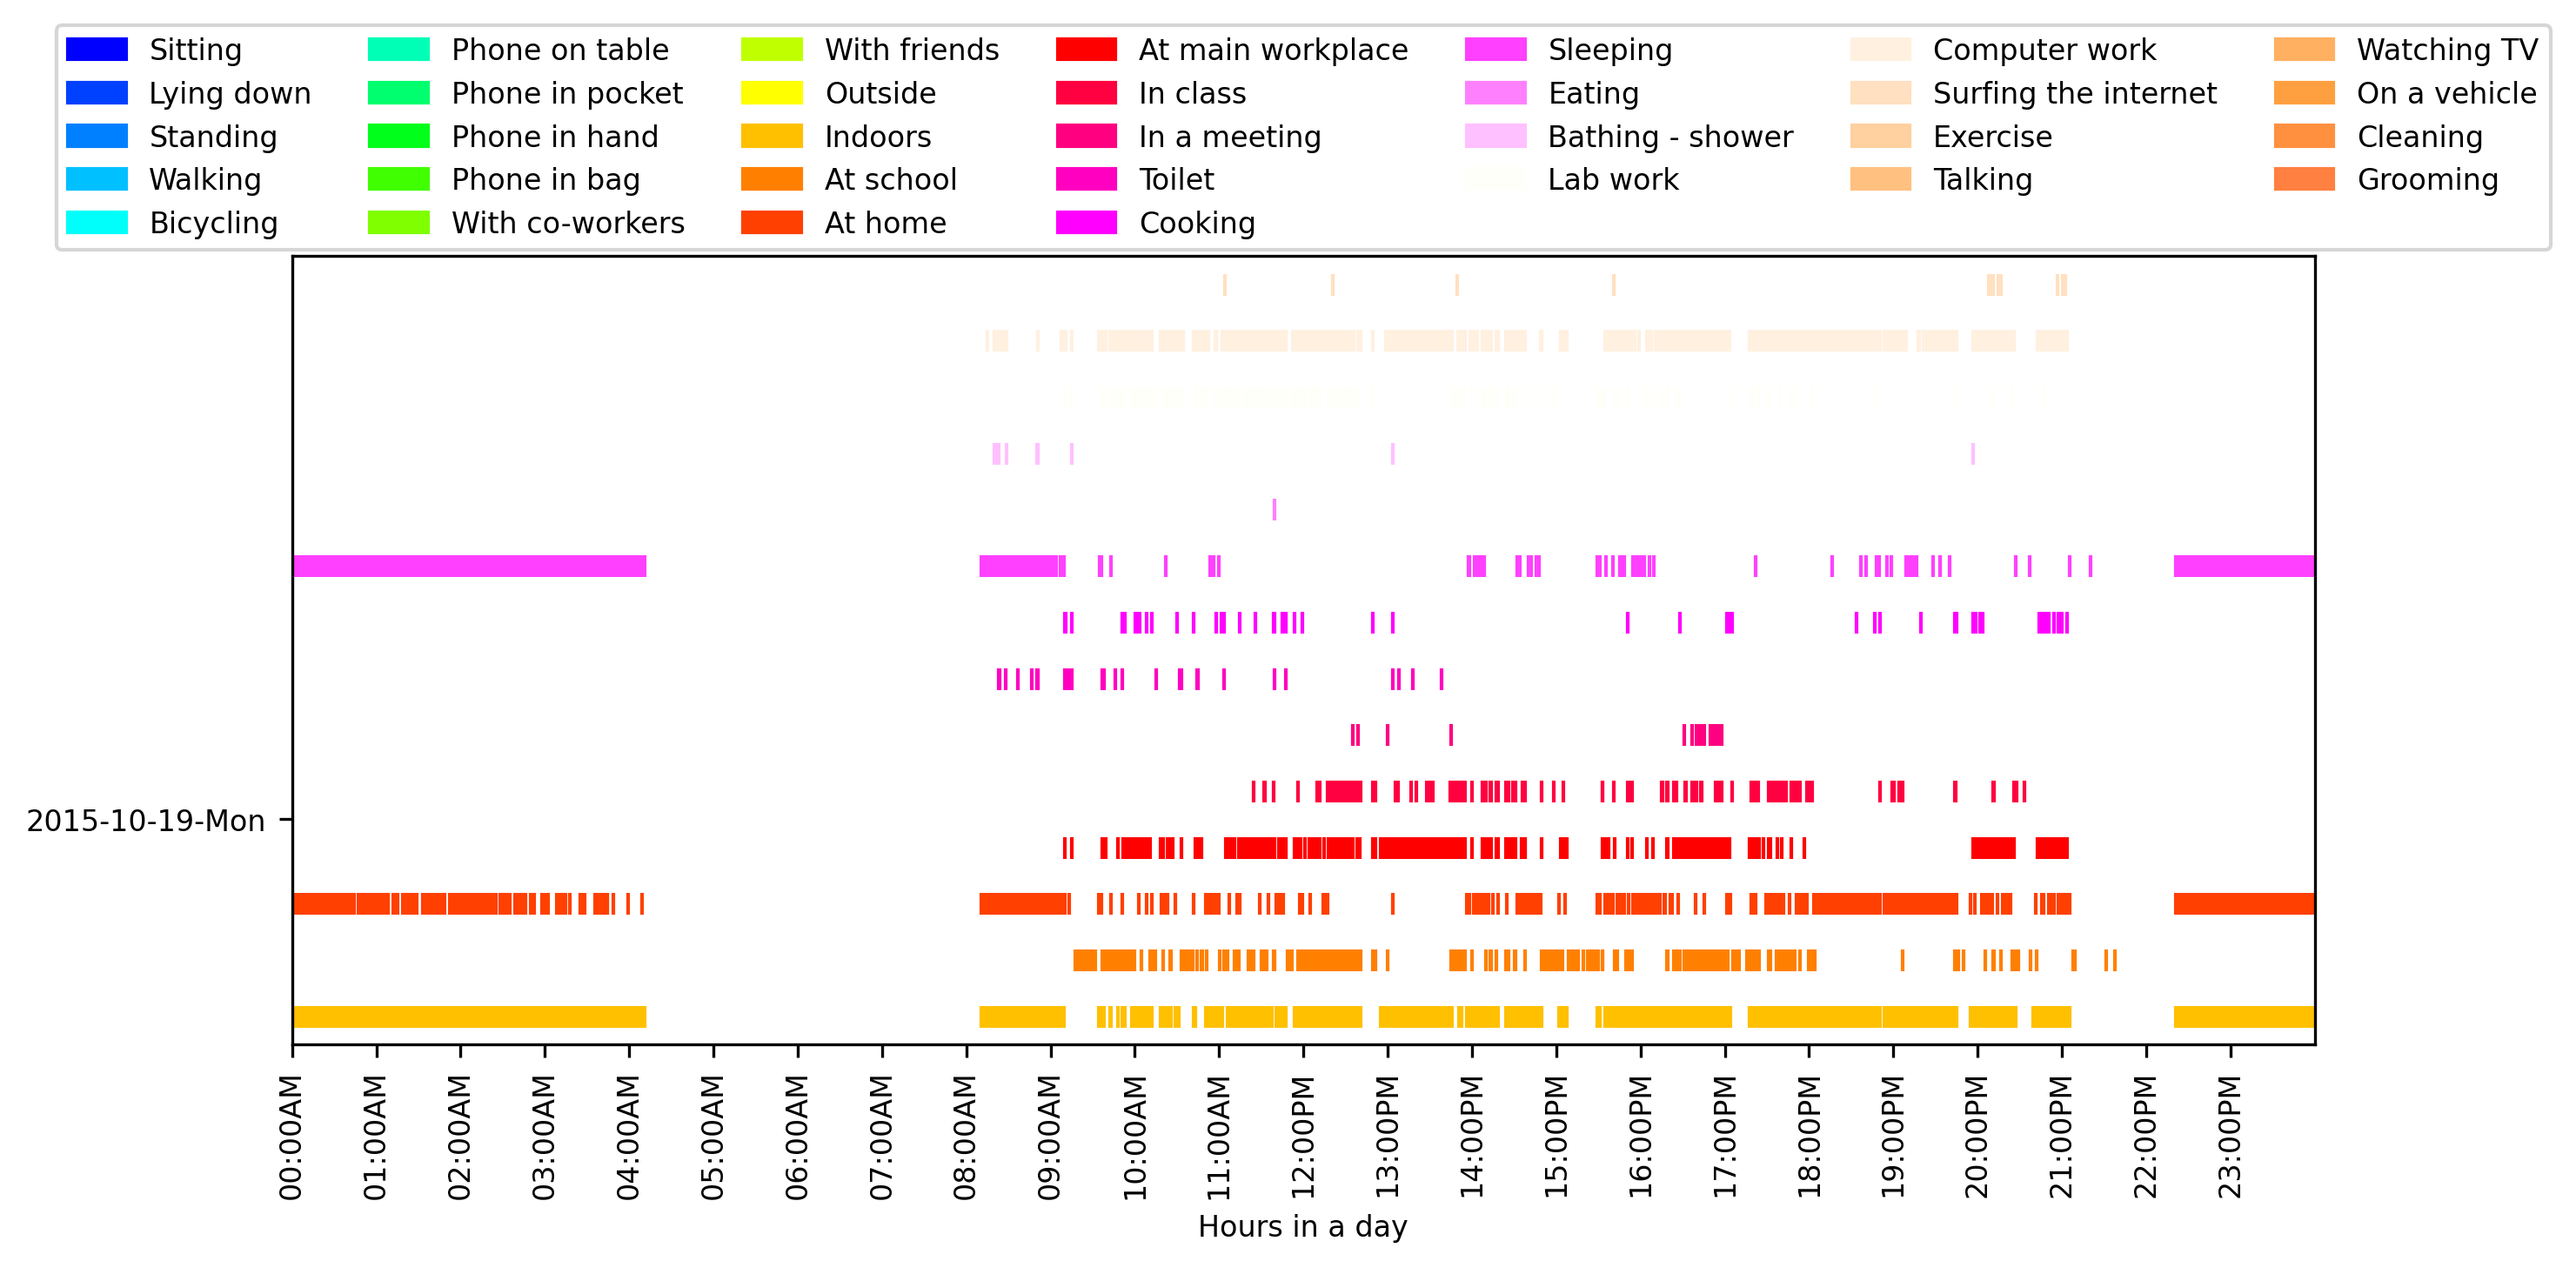 Sitting
Lying down
Standing
Walking
Bicycling
Phone on table
Phone in pocket
Phone in hand
Phone in bag
With co-workers
With friends
Outside
Indoors
At school
At home
At main workplace
In class
In a meeting
Toilet
Cooking
Sleeping
Eating
Bathing - shower
Lab work
Computer work
Surfing the internet
Exercise
Talking
Watching TV
On a vehicle
Cleaning
Grooming
2015-10-19-Mon
00:00AM
01:00AM
02:00AM
03:00AM
04:00AM
05:00AM
06:00AM
07:00AM
08:00AM
09:00AM
10:00AM
11:00AM
12:00PM
13:00PM
14:00PM
15:00PM
16:00PM
17:00PM
18:00PM
19:00PM
20:00PM
21:00PM
22:00PM
23:00PM
Hours in a day